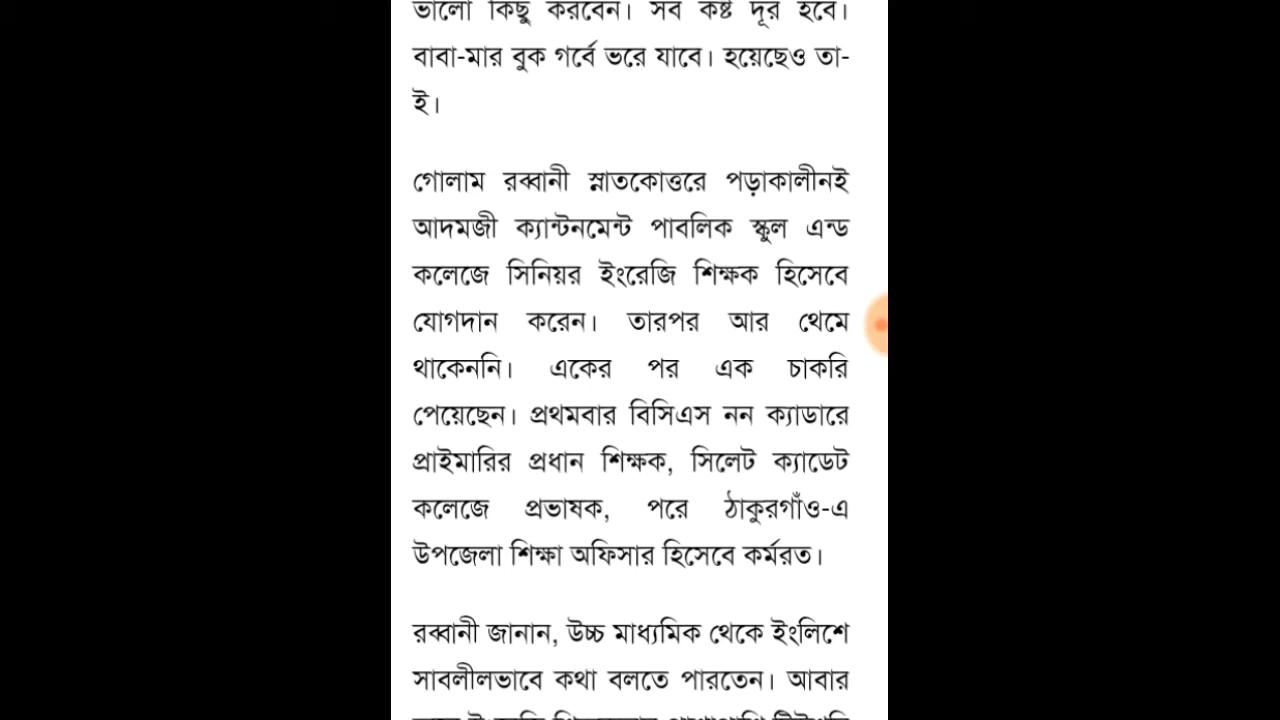 ভালো কিছু করবেন। সব কষ্ট দূর হবে।
বাবা-মার বুক গর্বে ভরে যাবে। হয়েছেও তা-
ই।
গোলাম রব্বানী স্নাতকোত্তরে পড়াকালীনই
আদমজী ক্যান্টনমেন্ট পাবলিক স্কুল এন্ড
কলেজে সিনিয়র ইংরেজি শিক্ষক হিসেবে
যোগদান করেন। তারপর আর থেমে
থাকেননি। একের পর এক চাকরি
পেয়েছেন। প্রথমবার বিসিএস নন ক্যাডারে
প্রাইমারির প্রধান শিক্ষক, সিলেট ক্যাডেট
কলেজে প্রভাষক, পরে ঠাকুরগাঁও-এ
উপজেলা শিক্ষা অফিসার হিসেবে কর্মরত।
রব্বানী জানান, উচ্চ মাধ্যমিক থেকে ইংলিশে
সাবলীলভাবে কথা বলতে পারতেন। আবার